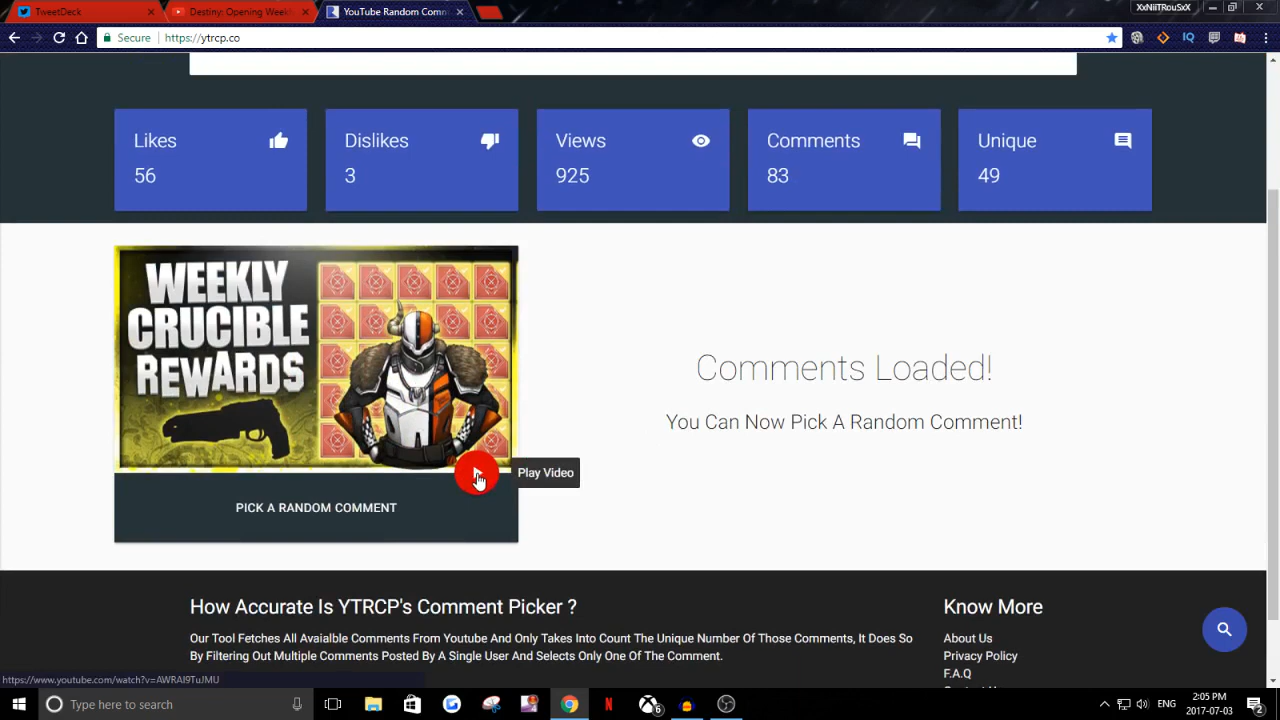 TweetDeck
Destiny: Opening Weekl
YouTube Random Comm
XxNiiTRousX
Secure
https://ytrcp.co
IQ
Likes
56
Dislikes
3
Views
925
Comments
83
Unique
49
WEEKLY
CRUCIBLE
REWARDS
Comments Loaded!
You Can Now Pick A Random Comment!
Play Video
PICK A RANDOM COMMENT
How Accurate Is YTRCP's Comment Picker ?
Our Tool Fetches All Avaialble Comments From Youtube And Only Takes Into Count The Unique Number Of Those Comments, It Does So
By Filtering Out Multiple Comments Posted By A Single User And Selects Only One Of The Comment.
Know More
About Us
Privacy Policy
F.A.Q
https://www.youtube.com/watch?v=AWRAI9TuJMU
Type here to search
N
6
ENG
2:05 PM
2017-07-03
2